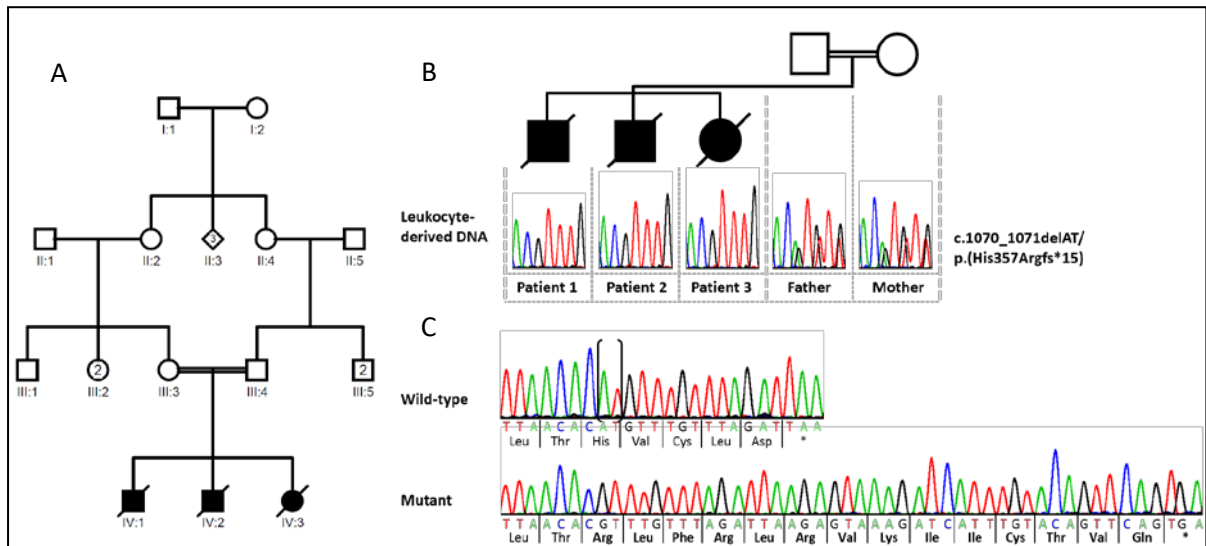 A
B
I:1
I:2
II:1
II:2
3
II:3
II:4
II:5
III:1
2
III:2
III:3
III:4
2
III:5
IV:1
IV:2
IV:3
Leukocyte-
derived DNA
Patient 1
Patient 2
Patient 3
Father
Mother
c.1070_1071delAT/
p.(His357Argfs*15)
C
Wild-type
T T A A C A C A T G T T T G T T T A G A T T A A
Leu Thr His Val Cys Leu Asp *
Mutant
T T A A C A C G T T T G T T T A G A T T A A G A G T A A A G A T C A T T T G T A C A G T T C A G T G A
Leu Thr Arg Leu Phe Arg Leu Arg Val Lys Ile Ile Cys Thr Val Gln *